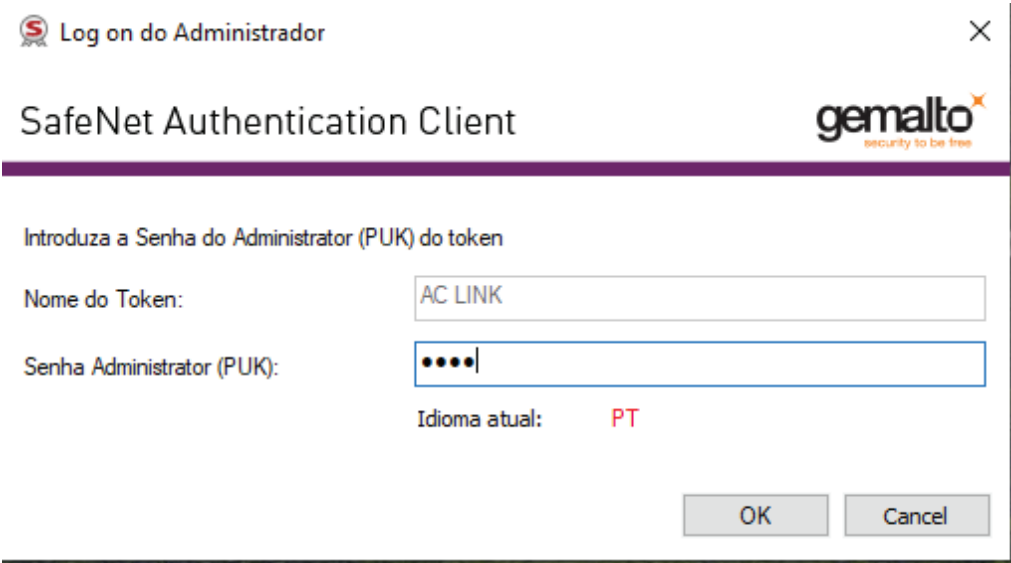 Log on do Administrador
SafeNet Authentication Client
gemalto
security to be free
Introduza a Senha do Administrator (PUK) do token
Nome do Token: AC LINK
Senha Administrator (PUK): ••••
Idioma atual: PT
OK Cancel